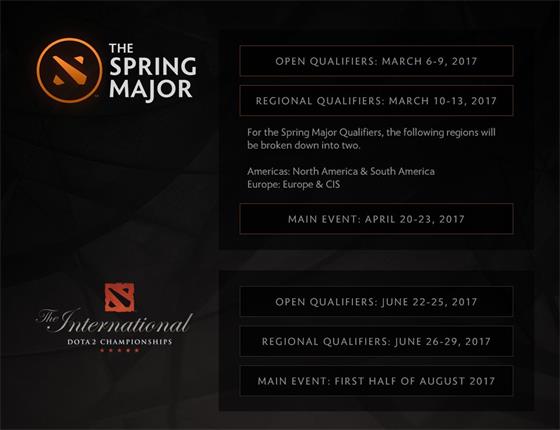 THE
SPRING
MAJOR
OPEN QUALIFIERS: MARCH 6-9, 2017
REGIONAL QUALIFIERS: MARCH 10-13, 2017
For the Spring Major Qualifiers, the following regions will
be broken down into two.
Americas: North America & South America
Europe: Europe & CIS
MAIN EVENT: APRIL 20-23, 2017
The International
DOTA 2 CHAMPIONSHIPS
OPEN QUALIFIERS: JUNE 22-25, 2017
REGIONAL QUALIFIERS: JUNE 26-29, 2017
MAIN EVENT: FIRST HALF OF AUGUST 2017